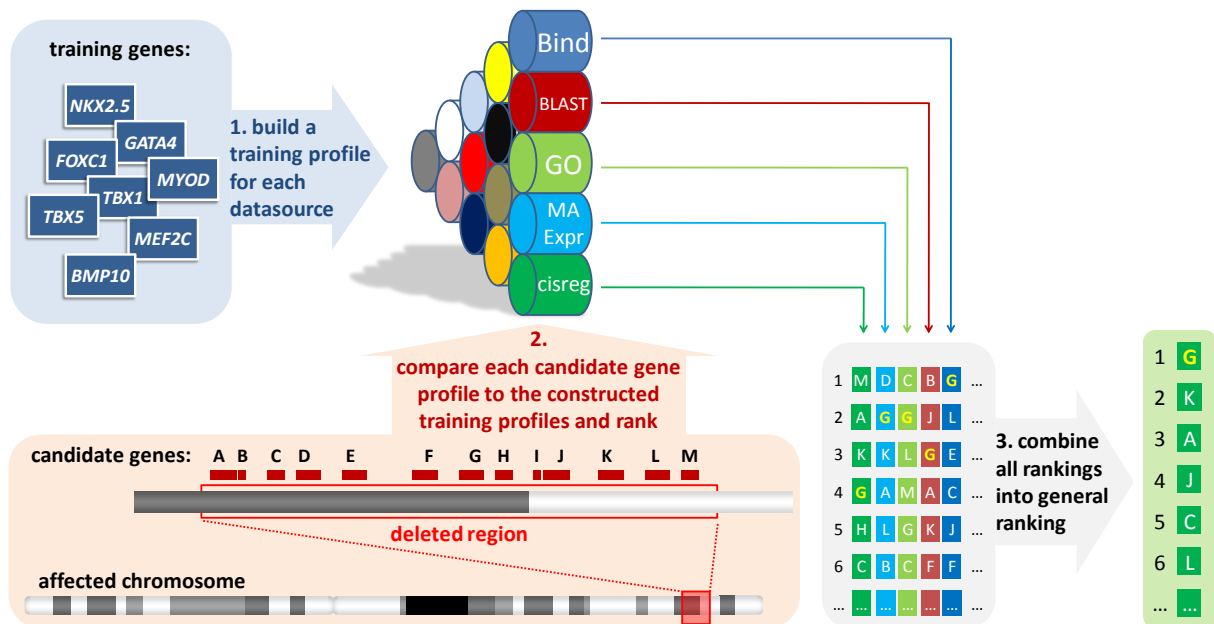 training genes:
NKX2.5
GATA4
FOXC1
MYOD
TBX1
TBX5
MEF2C
BMP10
1. build a
training profile
for each
datasource
Bind
BLAST
GO
MA
Expr
cisreg
2.
compare each candidate gene
profile to the constructed
training profiles and rank
candidate genes: A B C D E F G H I J K L M
deleted region
affected chromosome
1 M D C B G ...
2 A G G J L ...
3 K K L G E ...
4 G A M A C ...
5 H L G K J ...
6 C B C F F ...
... ... ... ... ... ... ...
3. combine
all rankings
into general
ranking
1 G
2 K
3 A
4 J
5 C
6 L
... ...